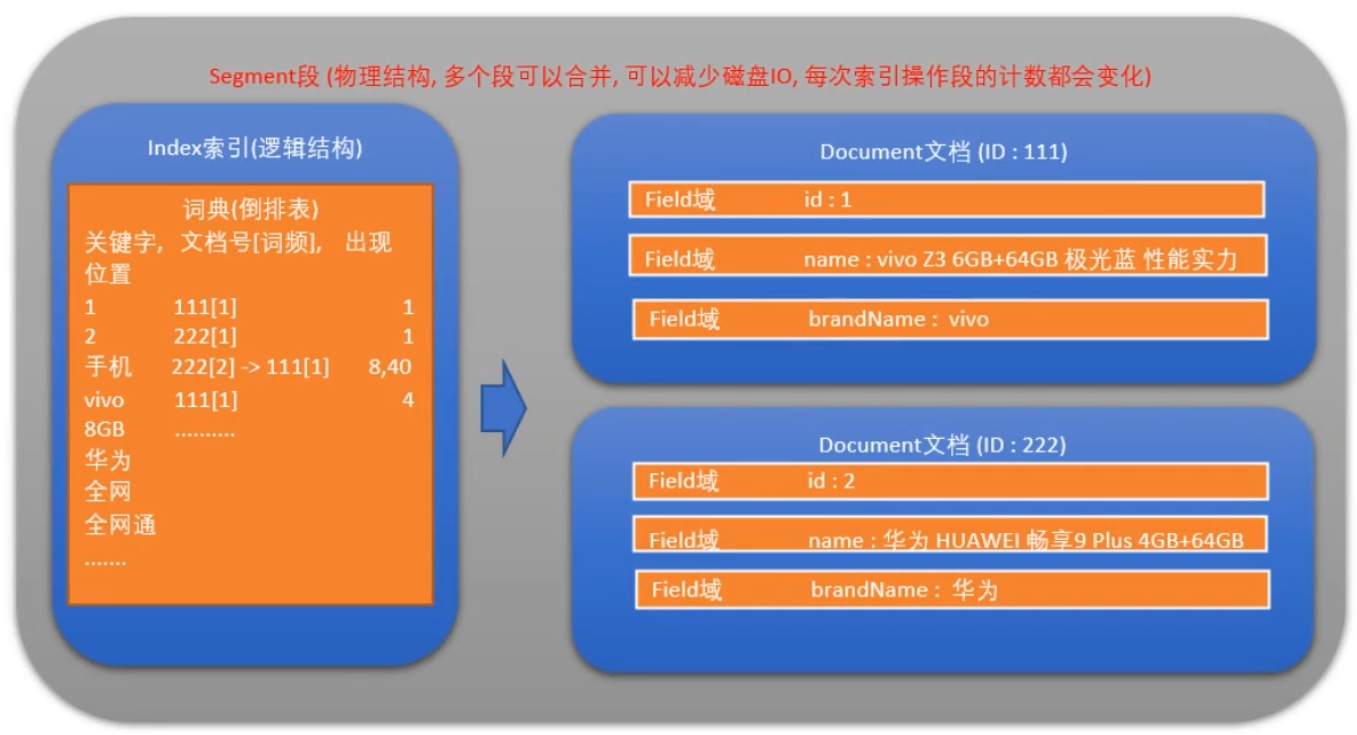 Segment段 (物理结构, 多个段可以合并, 可以减少磁盘IO, 每次索引操作段的计数都会变化)
Index索引(逻辑结构)
词典(倒排表)
关键字, 文档号[词频], 出现
位置
1 111[1] 1
2 222[1] 1
手机 222[2] -> 111[1] 8,40
vivo 111[1] 4
8GB ..........
华为
全网
全网通
.......
Document文档 (ID : 111)
Field域 id : 1
Field域 name : vivo Z3 6GB+64GB 极光蓝 性能实力
Field域 brandName : vivo
Document文档 (ID : 222)
Field域 id : 2
Field域 name : 华为 HUAWEI 畅享9 Plus 4GB+64GB
Field域 brandName : 华为